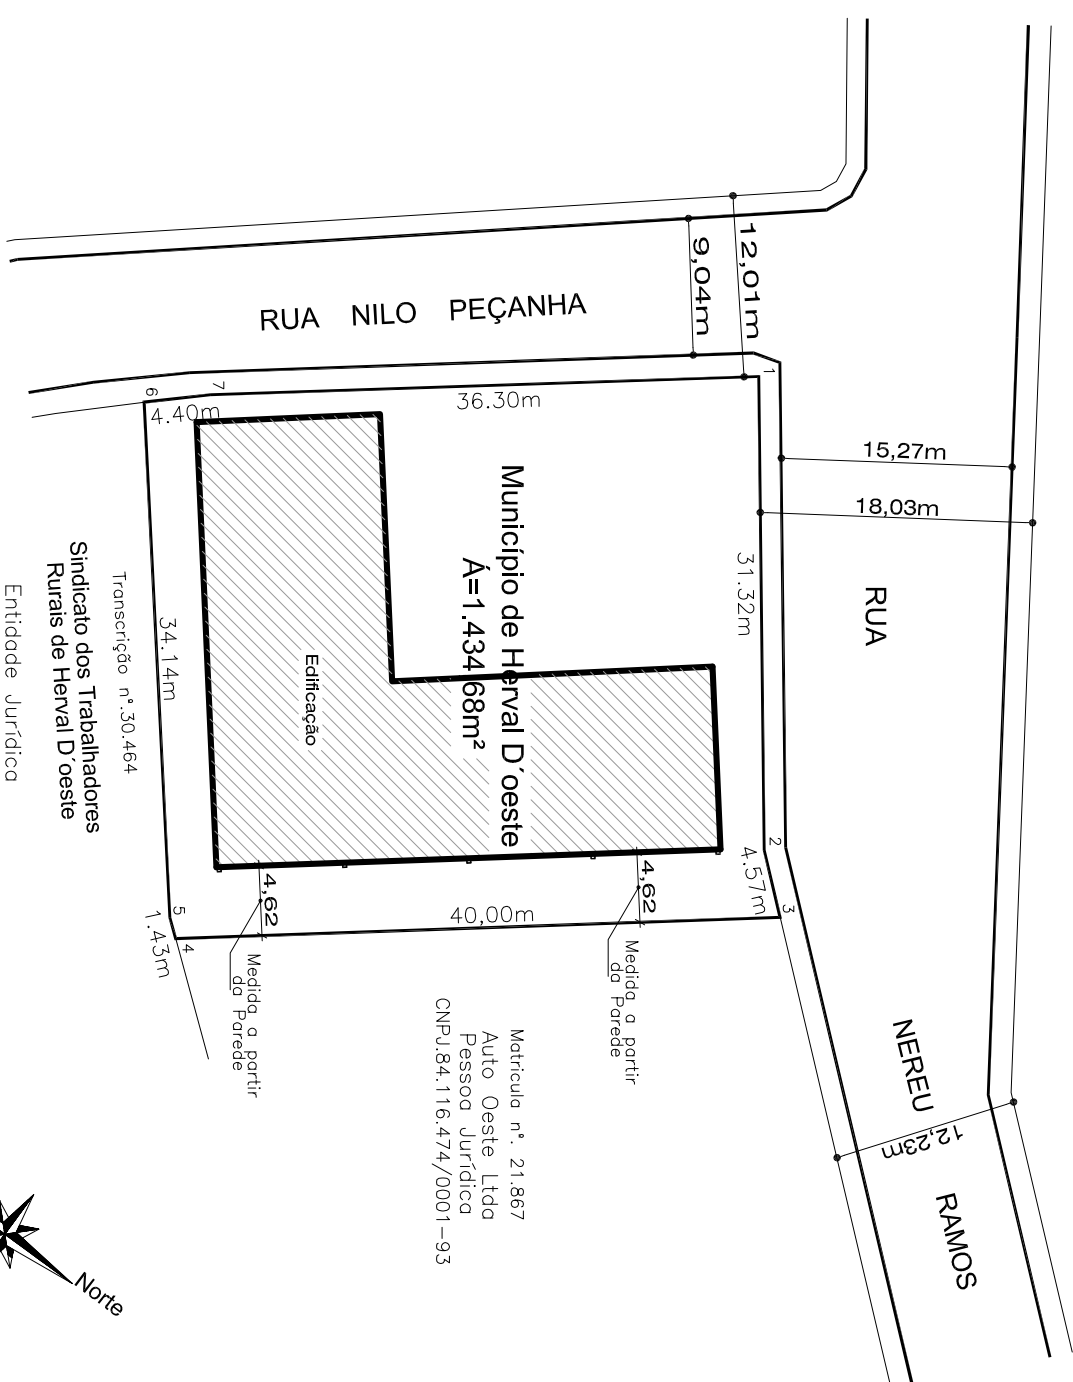 12,01m
9,04m
RUA NILO PEÇANHA
1
7
6
4.40m
36.30m
15,27m
18,03m
31.32m
RUA
Município de Herval D´oeste
Á=1.434,68m²
Edificação
34.14m
Transcrição n°.30.464
Sindicato dos Trabalhadores
Rurais de Herval D´oeste
Entidade Jurídica
2
4.57m
3
4,62
4,62
40,00m
5
4
1.43m
Medida a partir
da Parede
Medida a partir
da Parede
Matricula n°. 21.867
Auto Oeste Ltda
Pessoa Jurídica
CNPJ.84.116.474/0001-93
NEREU
12,23m
RAMOS
Norte